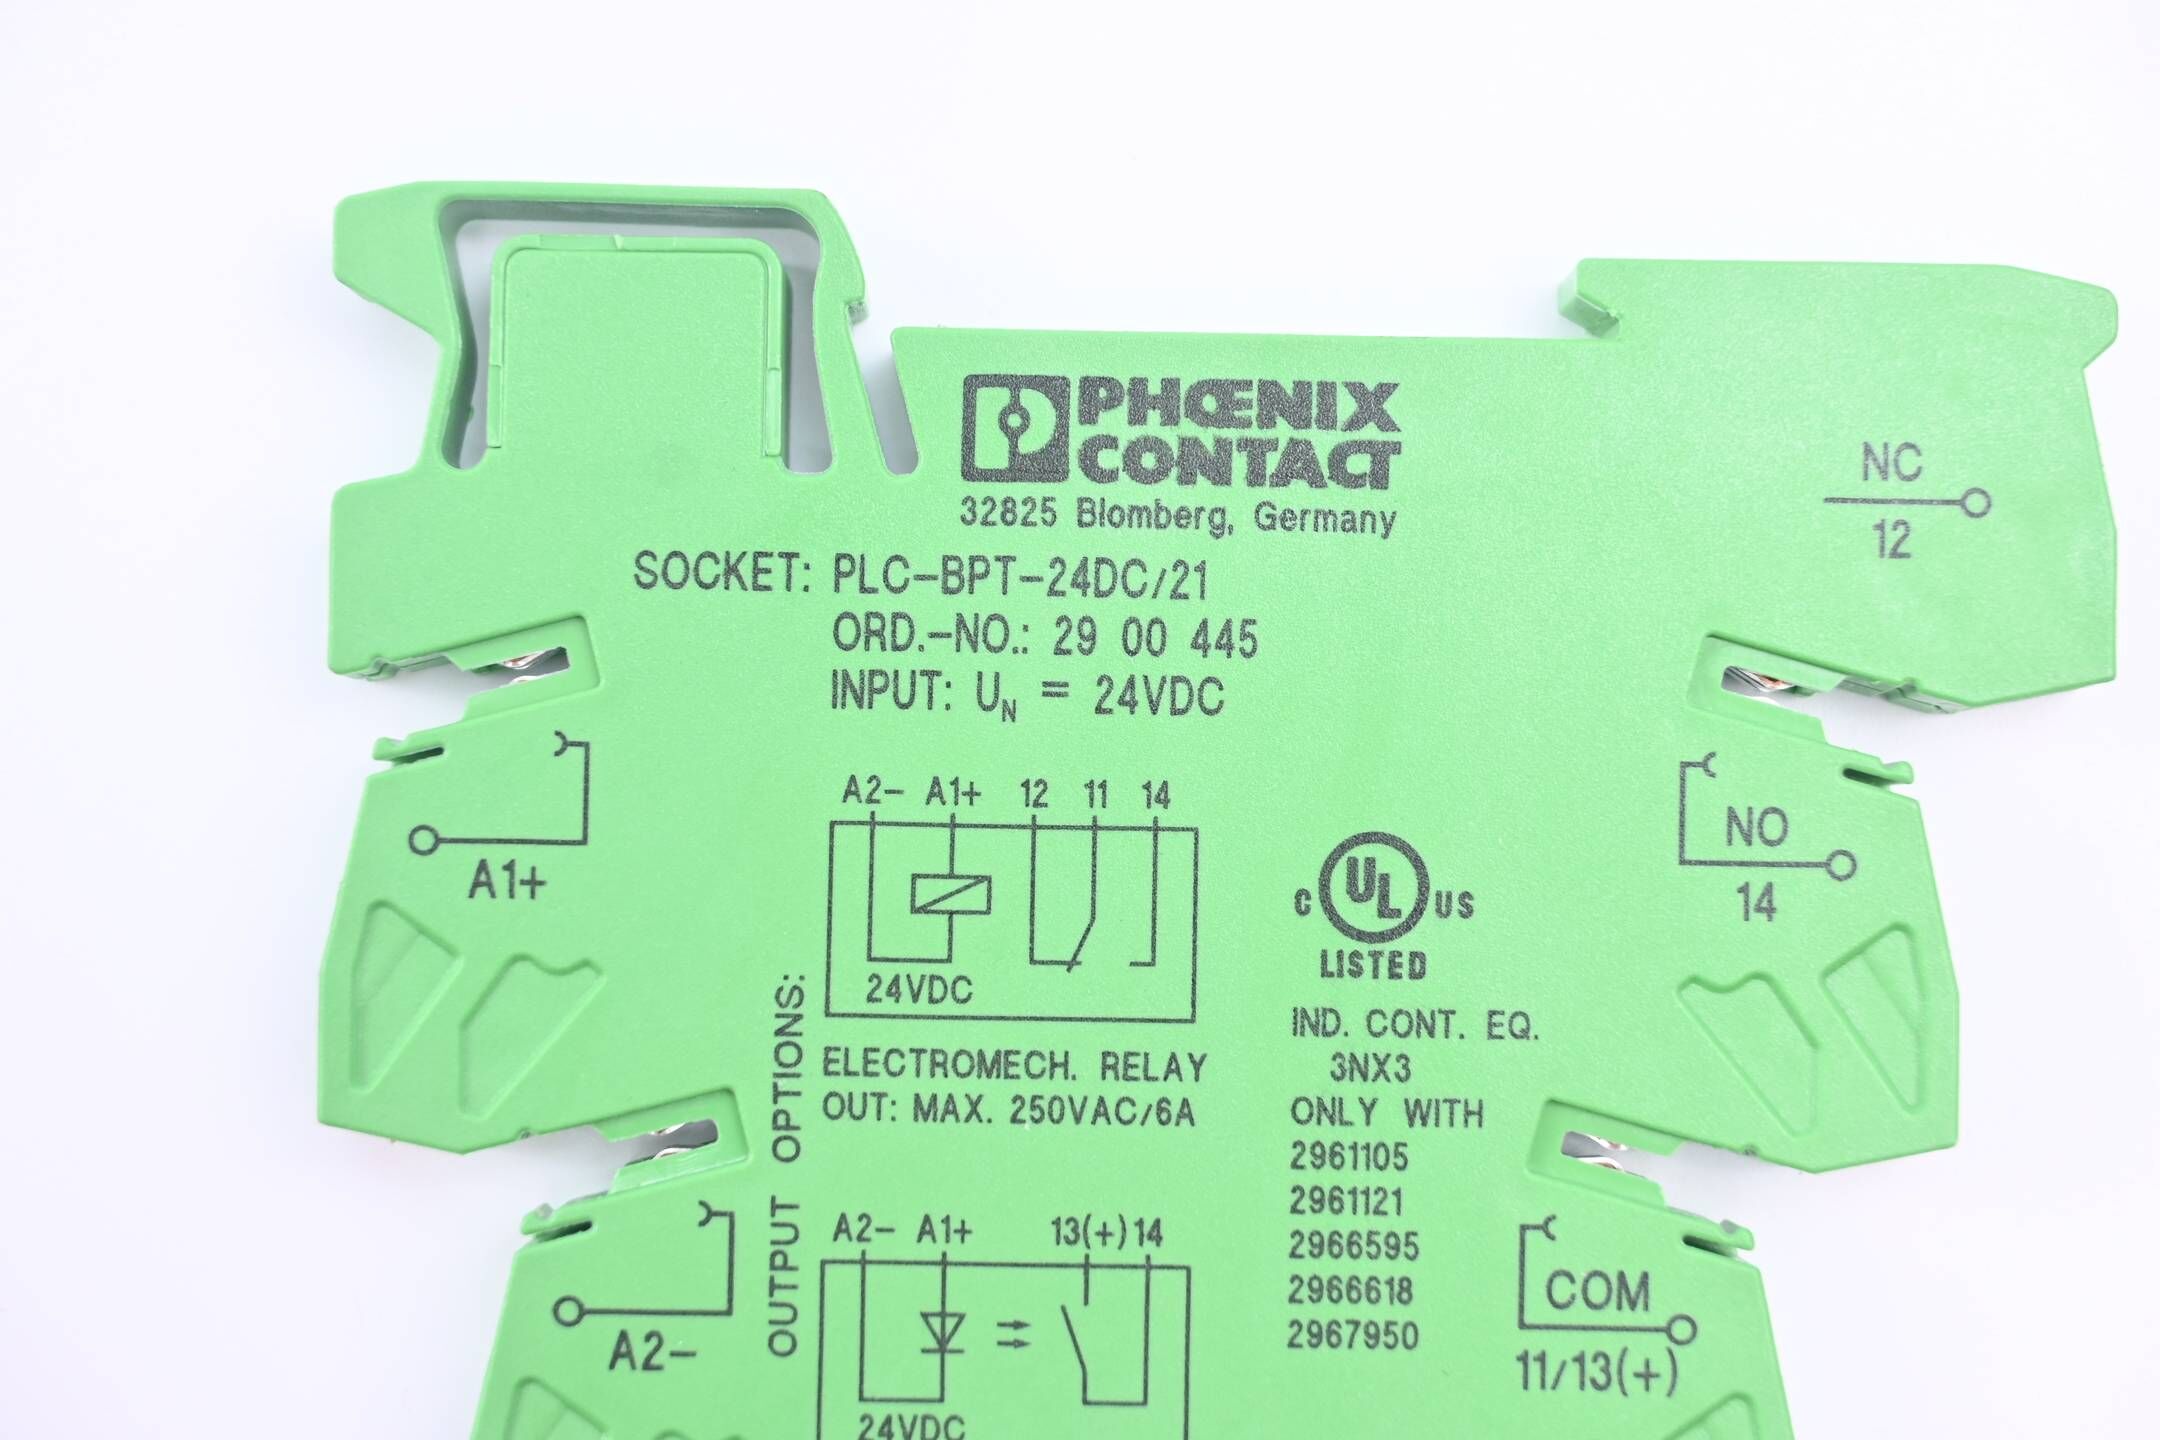 PHŒNIX
CONTACT
32825 Blomberg, Germany
SOCKET: PLC-BPT-24DC/21
ORD.-NO.: 29 00 445
INPUT: UN = 24VDC
NC
12
A1+
NO
14
A2- A1+ 12 11 14
24VDC
ELECTROMECH. RELAY
OUT: MAX. 250VAC/6A
OUTPUT OPTIONS:
C UL US
LISTED
IND. CONT. EQ.
3NX3
ONLY WITH
2961105
2961121
2966595
2966618
2967950
A2- A1+ 13(+) 14
24VDC
A2-
COM
11/13(+)